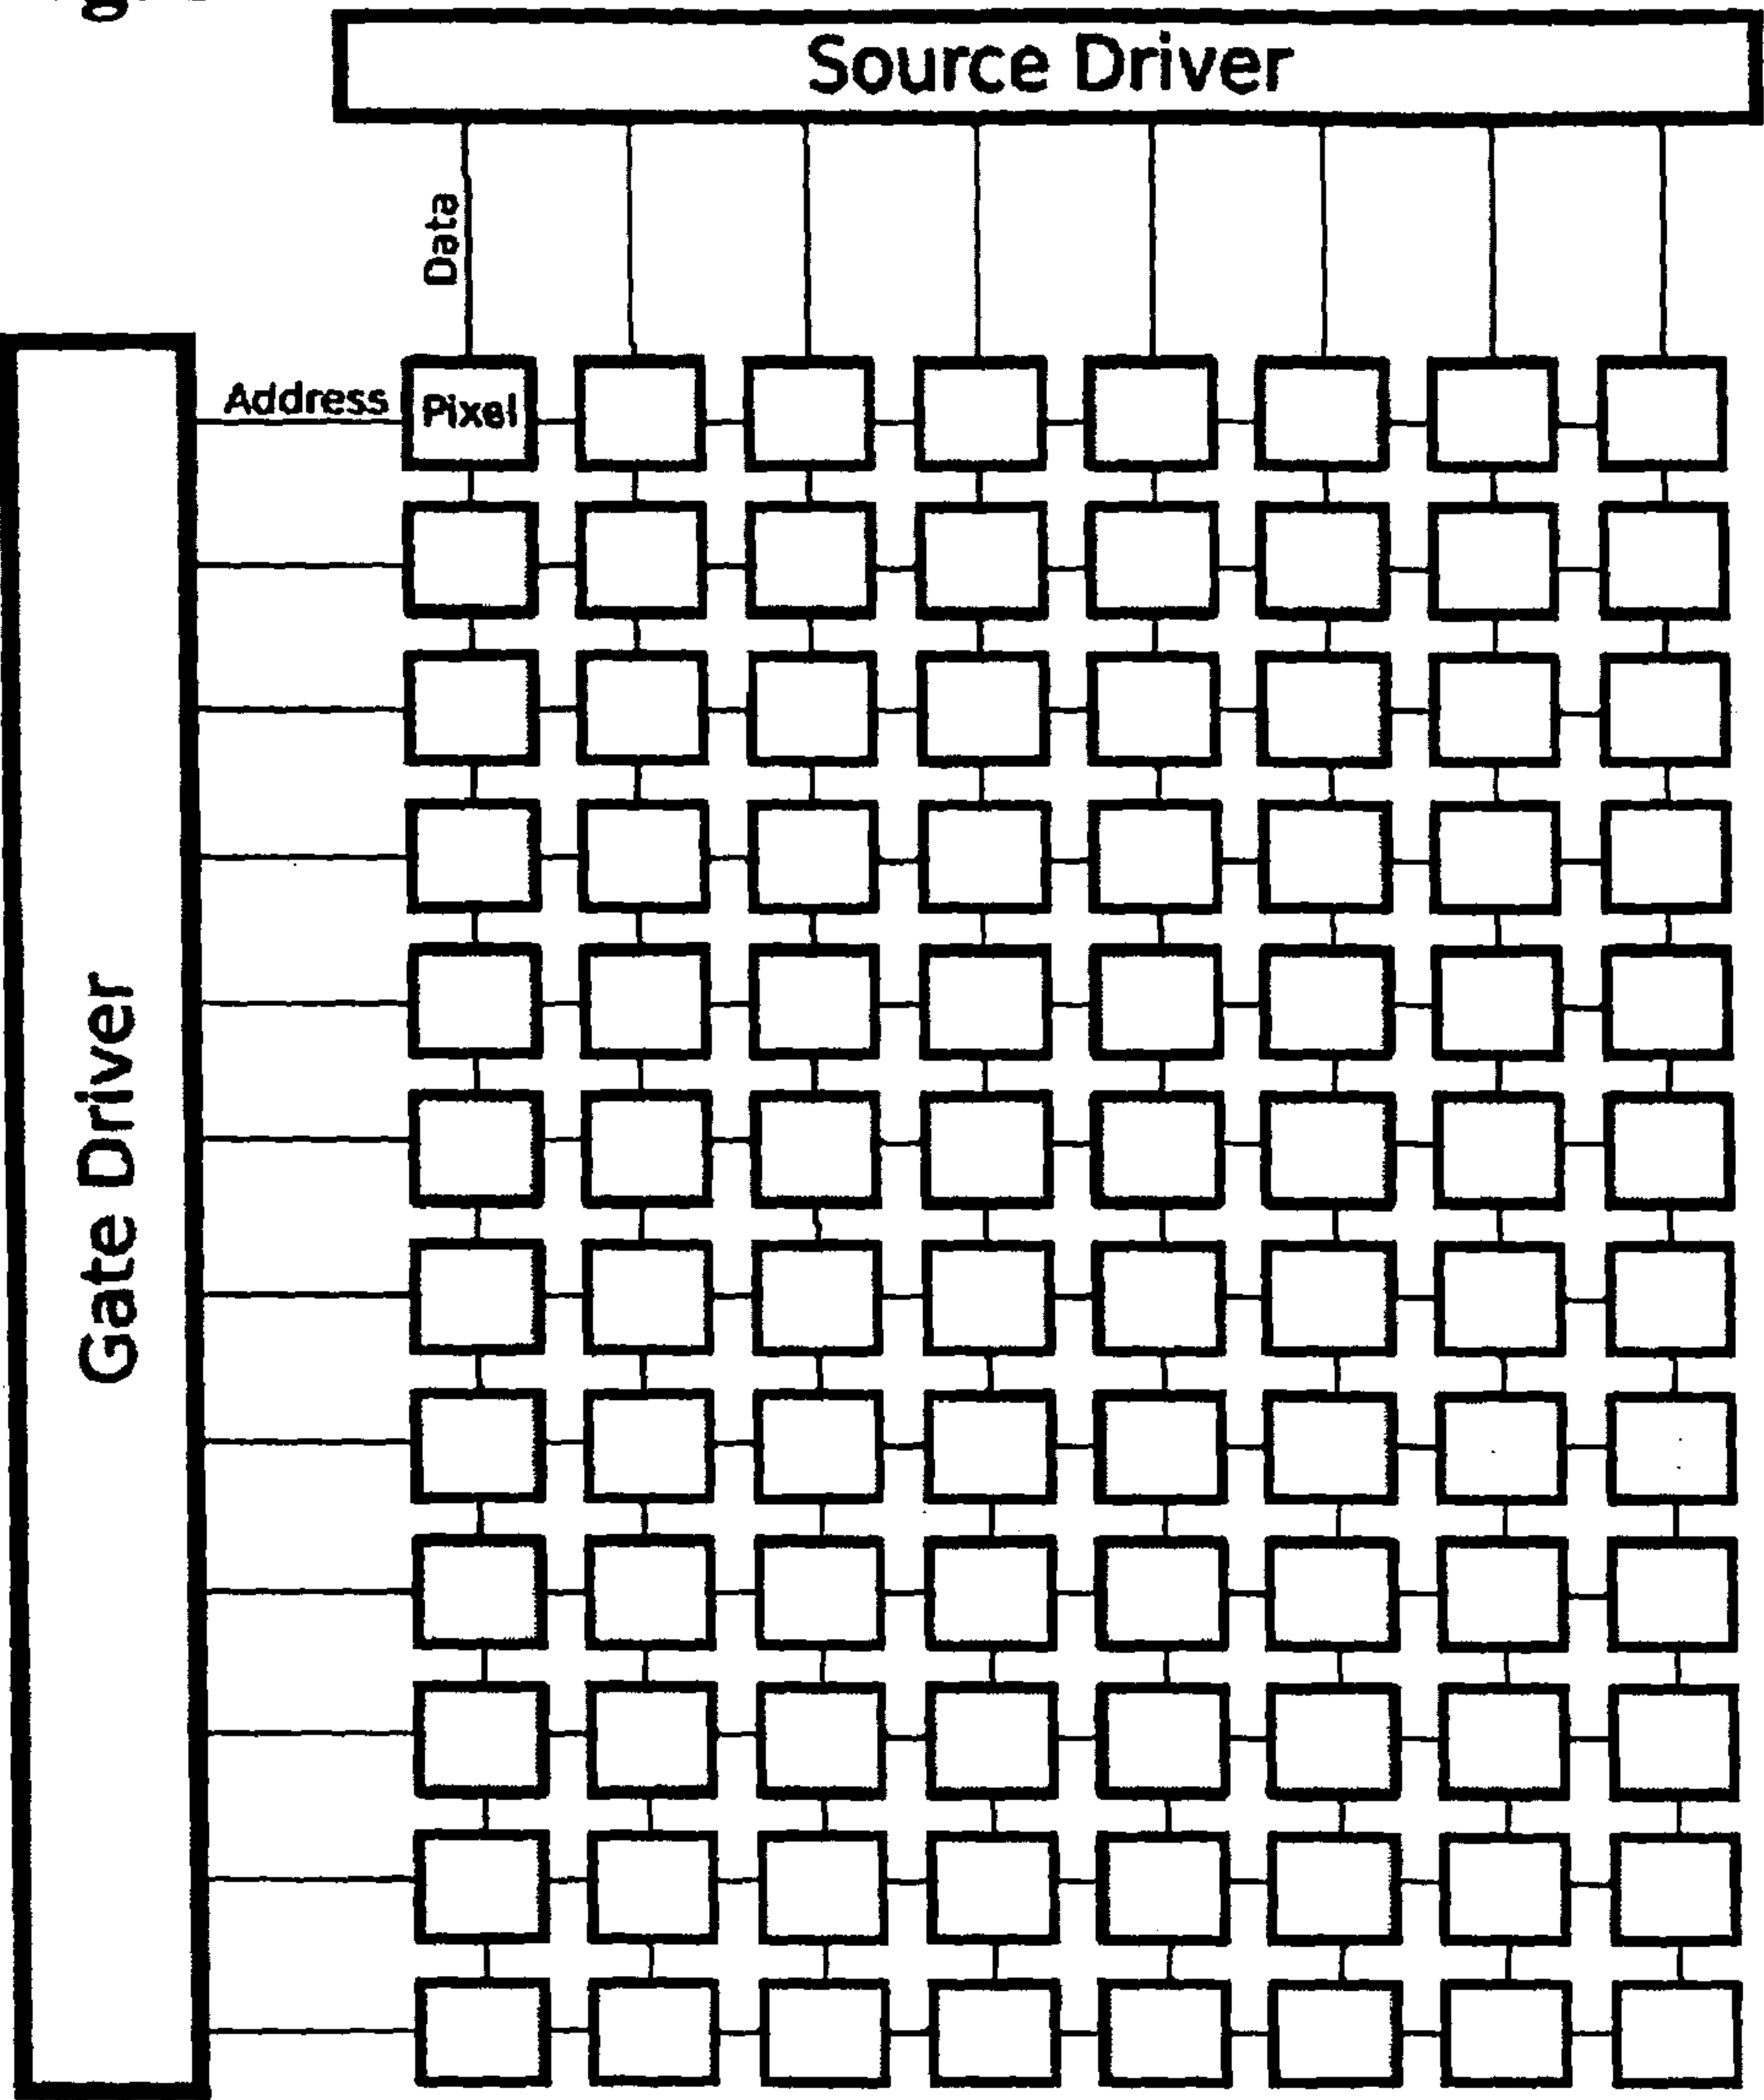 Source Driver
Data
Address
Pixel
Gate Driver